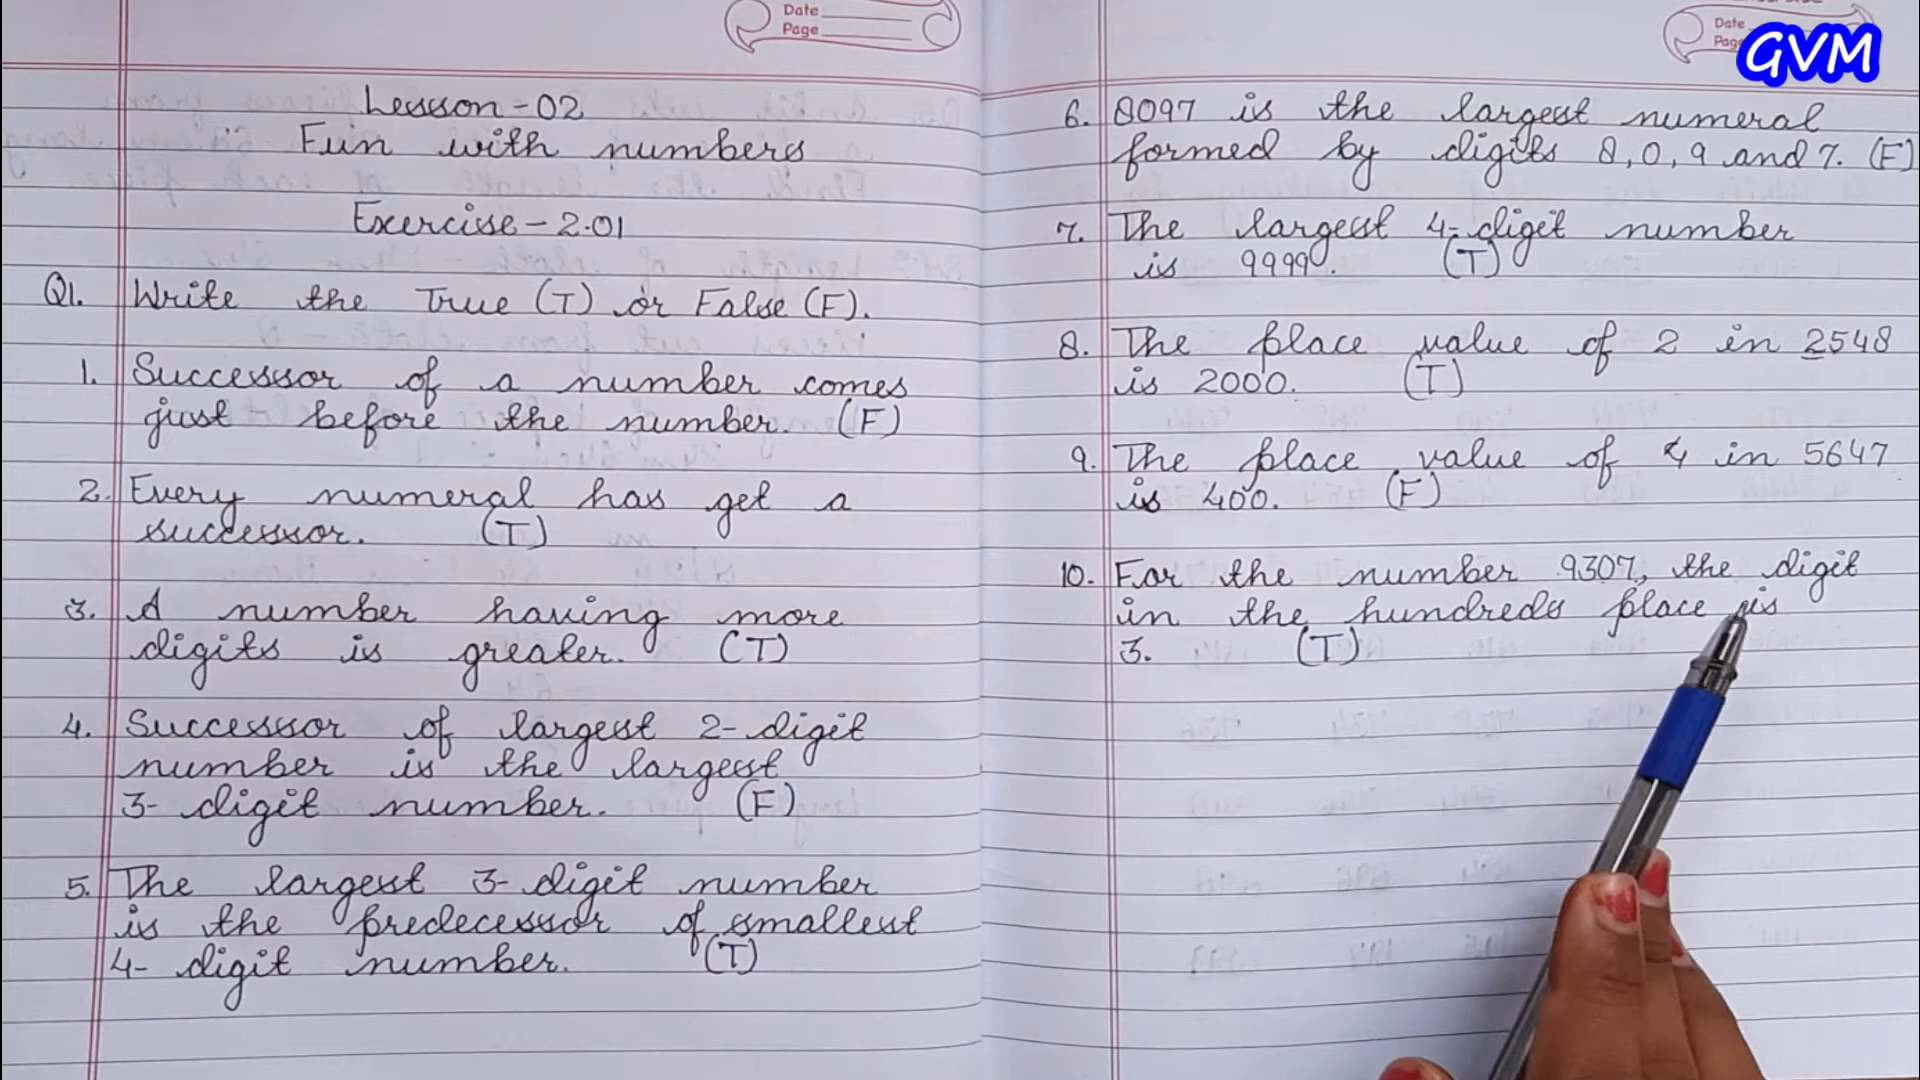 Date
Page
Lesson-02
Fun with numbers
Exercise-2.01
Q1. Write the True (T) or False (F).
1. Successor of a number comes
just before the number. (F)
2. Every numeral has get a
successor. (T)
3. A number having more
digits is greater. (T)
4. Successor of largest 2-digit
number is the largest
3-digit number. (F)
5. The largest 3-digit number
is the predecessor of smallest
4-digit number. (T)
Date
Page
GVM
6. 8097 is the largest numeral
formed by digits 8,0,9 and 7. (F)
7. The largest 4-digit number
is 9999. (T)
8. The place value of 2 in 2548
is 2000. (T)
9. The place value of 4 in 5647
is 400. (F)
10. For the number 9307, the digit
in the hundreds place is
3. (T)